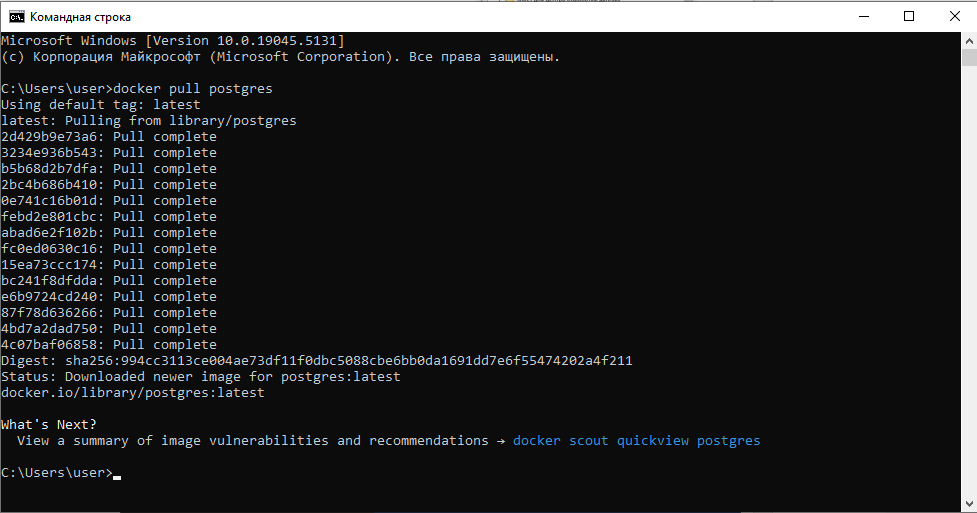 Командная строка
Microsoft Windows [Version 10.0.19045.5131]
(c) Корпорация Майкрософт (Microsoft Corporation). Все права защищены.
C:\Users\user>docker pull postgres
Using default tag: latest
latest: Pulling from library/postgres
2d429b9e73a6: Pull complete
3234e936b543: Pull complete
b5b68d2b7dfa: Pull complete
2bc4b686b410: Pull complete
0e741c16b01d: Pull complete
febd2e801cbc: Pull complete
abad6e2f102b: Pull complete
fc0ed0630c16: Pull complete
15ea73ccc174: Pull complete
bc241f8dfdda: Pull complete
e6b9724cd240: Pull complete
87f78d636266: Pull complete
4bd7a2dad750: Pull complete
4c07baf06858: Pull complete
Digest: sha256:994cc3113ce004ae73df11f0dbc5088cbe6bb0da1691dd7e6f55474202a4f211
Status: Downloaded newer image for postgres:latest
docker.io/library/postgres:latest
What's Next?
View a summary of image vulnerabilities and recommendations → docker scout quickview postgres
C:\Users\user>